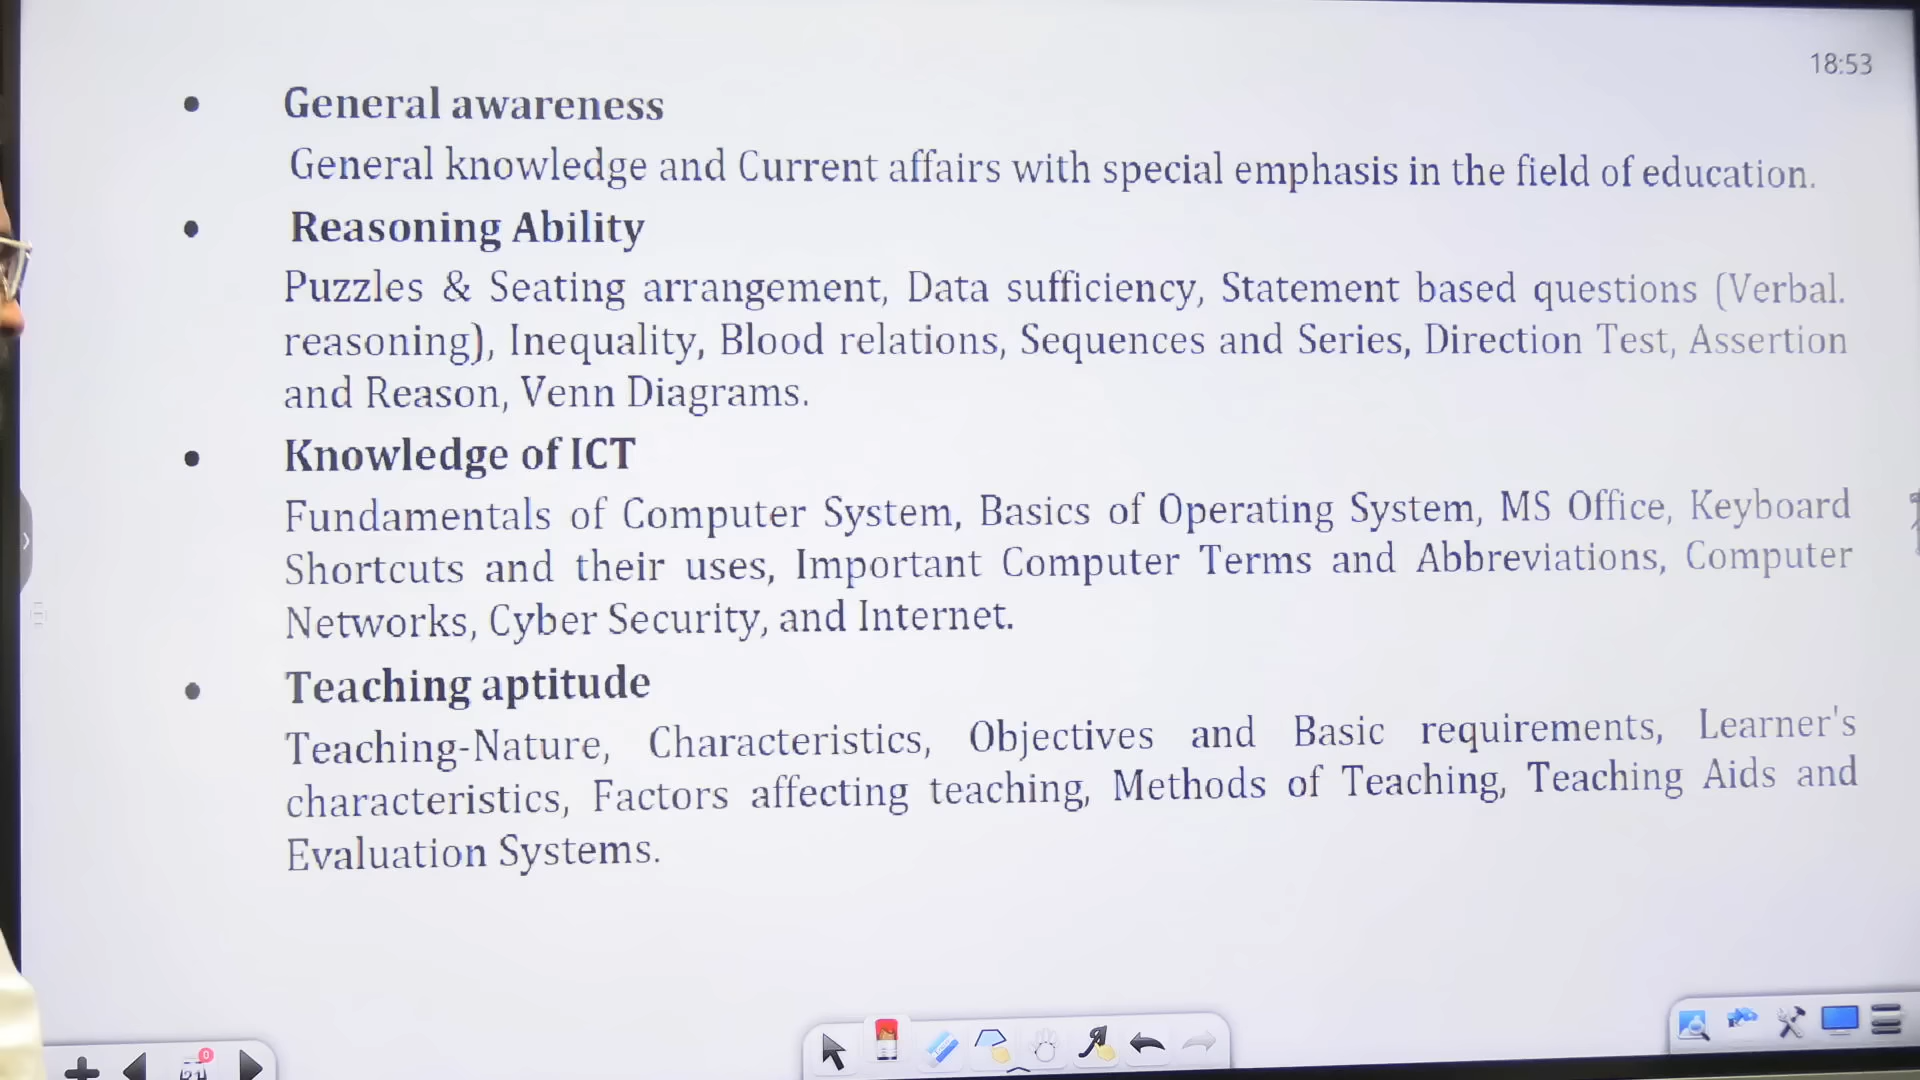 18:53
• General awareness
General knowledge and Current affairs with special emphasis in the field of education.
• Reasoning Ability
Puzzles & Seating arrangement, Data sufficiency, Statement based questions (Verbal.
reasoning), Inequality, Blood relations, Sequences and Series, Direction Test, Assertion
and Reason, Venn Diagrams.
• Knowledge of ICT
Fundamentals of Computer System, Basics of Operating System, MS Office, Keyboard
Shortcuts and their uses, Important Computer Terms and Abbreviations, Computer
Networks, Cyber Security, and Internet.
• Teaching aptitude
Teaching-Nature, Characteristics, Objectives and Basic requirements, Learner's
characteristics, Factors affecting teaching, Methods of Teaching, Teaching Aids and
Evaluation Systems.
0